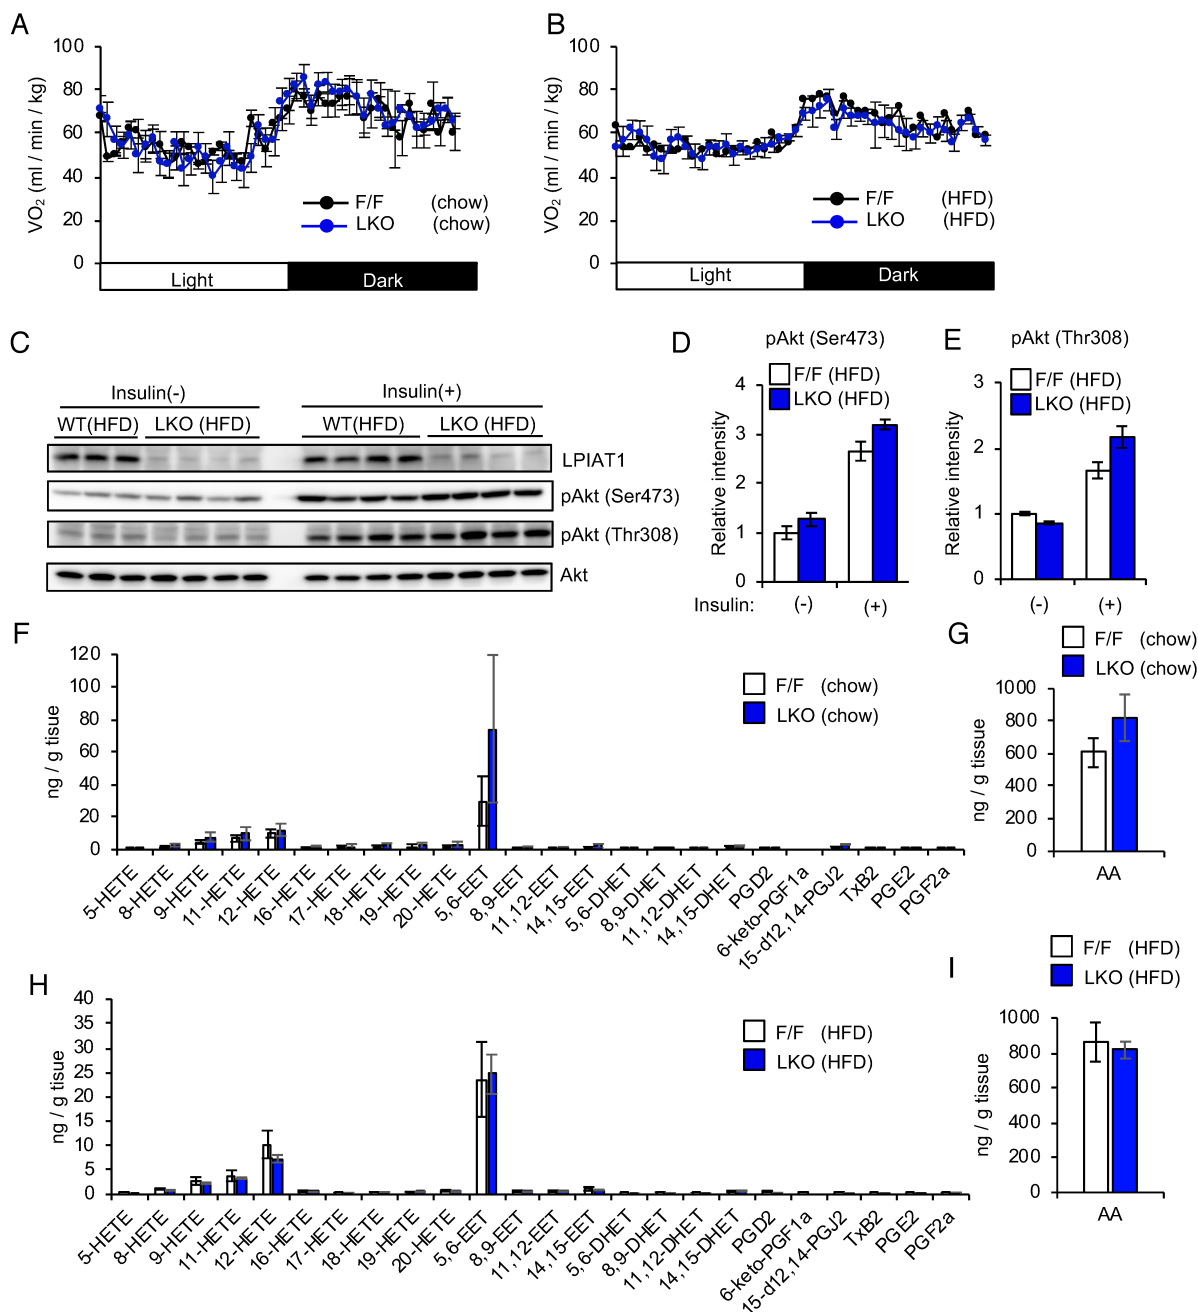 A
100
80
60
40
20
0
VO2 (ml / min / kg)
F/F (chow)
LKO (chow)
Light
Dark
B
100
80
60
40
20
0
VO2 (ml / min / kg)
F/F (HFD)
LKO (HFD)
Light
Dark
C
Insulin(-)
Insulin(+)
WT(HFD)
LKO (HFD)
WT(HFD)
LKO (HFD)
LPIAT1
pAkt (Ser473)
pAkt (Thr308)
Akt
D
pAkt (Ser473)
F/F (HFD)
LKO (HFD)
4
3
2
1
0
Relative intensity
Insulin:
(-)
(+)
E
pAkt (Thr308)
F/F (HFD)
LKO (HFD)
3
2
1
0
Relative intensity
(-)
(+)
F
120
100
80
60
40
20
0
ng / g tisue
F/F (chow)
LKO (chow)
5-HETE
8-HETE
9-HETE
11-HETE
12-HETE
16-HETE
17-HETE
18-HETE
19-HETE
20-HETE
5,6-EET
8,9-EET
11,12-EET
14,15-EET
5,6-DHET
8,9-DHET
11,12-DHET
14,15-DHET
PGD2
6-keto-PGF1a
15-d12,14-PGJ2
TxB2
PGE2
PGF2a
G
F/F (chow)
LKO (chow)
1000
800
600
400
200
0
ng / g tissue
AA
H
40
35
30
25
20
15
10
5
0
ng / g tisue
F/F (HFD)
LKO (HFD)
5-HETE
8-HETE
9-HETE
11-HETE
12-HETE
16-HETE
17-HETE
18-HETE
19-HETE
20-HETE
5,6-EET
8,9-EET
11,12-EET
14,15-EET
5,6-DHET
8,9-DHET
11,12-DHET
14,15-DHET
PGD2
6-keto-PGF1a
15-d12,14-PGJ2
TxB2
PGE2
PGF2a
I
F/F (HFD)
LKO (HFD)
1000
800
600
400
200
0
ng / g tissue
AA